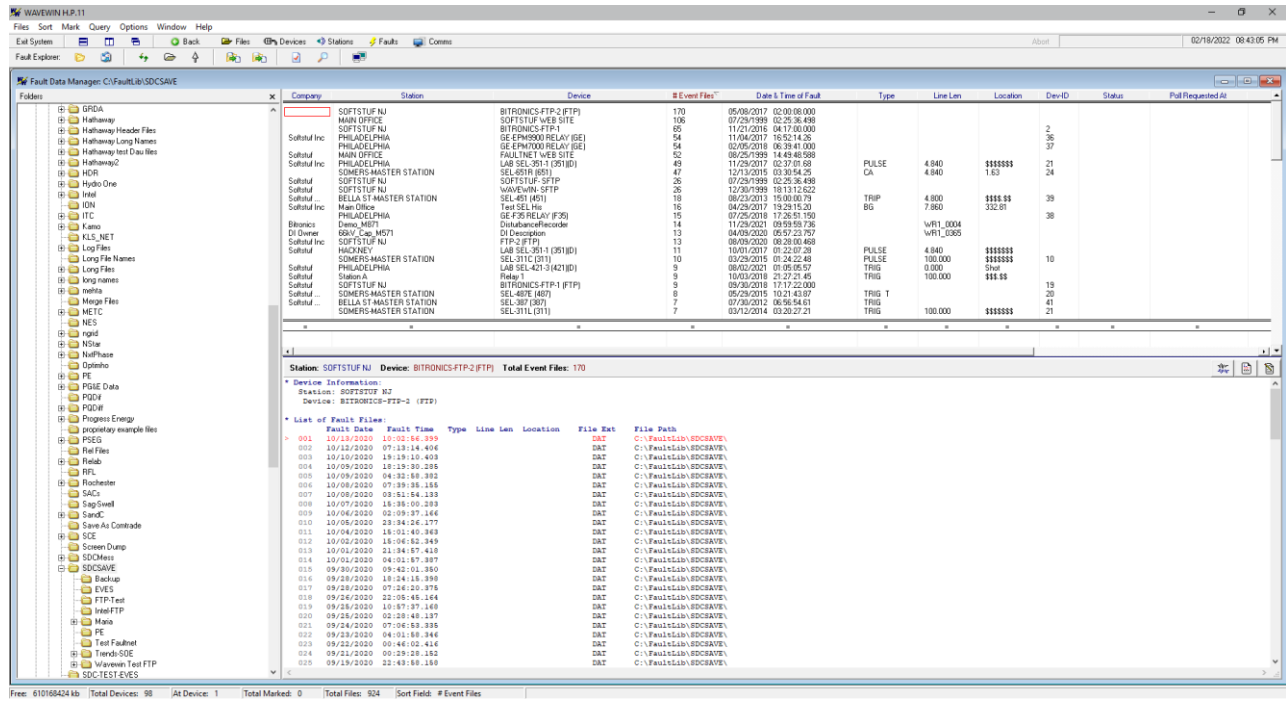 WAVEWIN H.P.11
Files Sort Mark Query Options Window Help
Exit System Back Files Devices Stations Faults Comms Abort 02/18/2022 08:43:05 PM
Fault Explorer:
Fault Data Manager: C:\FaultLib\SDCSAVE
Folders
GRDA
Hathaway
Hathaway Header Files
Hathaway Long Names
Hathaway test Dau files
Hathaway2
HDR
Hydro One
Intel
ION
ITC
Kamo
KLS_NET
Log Files
Long File Names
Long Files
long names
mehta
Merge Files
METC
NES
ngrid
NStar
NxtPhase
Optimho
PE
PG&E Data
PQDif
PQDiff
Progress Energy
proprietary example files
PSEG
Rel Files
Relab
RFL
Rochester
SACs
Sag-Swell
SandC
Save As Comtrade
SCE
Screen Dump
SDCMess
SDCSAVE
Backup
EVES
FTP-Test
Intel-FTP
Maria
PE
Test Faultnet
Trends-SOE
Wavewin Test FTP
SDC-TEST-EVES
Company Station Device # Event Files Date & Time of Fault Type Line Len Location Dev-ID Status Poll Requested At
SOFTSTUF NJ BITRONICS-FTP-2 (FTP) 170 05/08/2017 02:00:08.000
MAIN OFFICE SOFTSTUF WEB SITE 106 07/29/1999 02:25:36.498
SOFTSTUF NJ BITRONICS-FTP-1 65 11/21/2016 04:17:00.000 2
Softstuf Inc PHILADELPHIA GE-EPM9900 RELAY (GE) 54 11/04/2017 16:52:14.26 36
PHILADELPHIA GE-EPM7000 RELAY (GE) 54 02/05/2018 06:39:41.000 37
Softstuf MAIN OFFICE FAULTNET WEB SITE 52 08/25/1999 14:49:48.588
Softstuf Inc PHILADELPHIA LAB SEL-351-1 (351)(D) 49 11/29/2017 02:37:01.68 PULSE 4.840 $$$$$$$ 21
SOMERS-MASTER STATION SEL-651R (651) 47 12/13/2015 03:30:54.25 CA 4.840 1.63 24
Softstuf SOFTSTUF NJ SOFTSTUF- SFTP 26 07/29/1999 02:25:36.498
Softstuf SOFTSTUF NJ WAVEWIN- SFTP 26 12/30/1999 18:13:12.622
Softstuf ... BELLA ST-MASTER STATION SEL-451 (451) 18 08/23/2013 15:00:00.79 TRIP 4.800 $$$$.$$ 39
Softstuf Inc Main Office Test SEL His 16 04/29/2017 19:29:15.20 BG 7.860 332.81
PHILADELPHIA GE-F35 RELAY (F35) 15 07/25/2018 17:26:51.150 38
Bitronics Demo_M871 DisturbanceRecorder 14 11/29/2021 09:59:59.736 WR1_0004
DI Owner 66kV_Cap_M571 DI Description 13 04/09/2020 05:57:23.757 WR1_0365
Softstuf Inc SOFTSTUF NJ FTP-2 (FTP) 13 08/09/2020 08:28:00.468
Softstuf HACKNEY LAB SEL-351-1 (351)(D) 11 10/01/2017 01:22:07.28 PULSE 4.840 $$$$$$$
SOMERS-MASTER STATION SEL-311C (311) 10 03/29/2015 01:24:22.48 PULSE 100.000 $$$$$$$ 10
Softstuf PHILADELPHIA LAB SEL-421-3 (421)(D) 9 08/02/2021 01:05:05.57 TRIG 0.000 Shot
Softstuf Station A Relay 1 9 10/03/2018 21:27:21.45 TRIG 100.000 $$$.$$
Softstuf SOFTSTUF NJ BITRONICS-FTP-1 (FTP) 9 09/30/2018 17:17:22.000 19
Softstuf ... SOMERS-MASTER STATION SEL-487E (487) 8 05/29/2015 10:21:43.87 TRIG T 20
Softstuf ... BELLA ST-MASTER STATION SEL-387 (387) 7 07/30/2012 06:56:54.61 TRIG 41
SOMERS-MASTER STATION SEL-311L (311) 7 03/12/2014 03:20:27.21 TRIG 100.000 $$$$$$$ 21
Station: SOFTSTUF NJ Device: BITRONICS-FTP-2 (FTP) Total Event Files: 170
* Device Information:
Station: SOFTSTUF NJ
Device: BITRONICS-FTP-2 (FTP)
* List of Fault Files:
Fault Date Fault Time Type Line Len Location File Ext File Path
> 001 10/13/2020 10:02:56.399 DAT C:\FaultLib\SDCSAVE\
002 10/12/2020 07:13:14.406 DAT C:\FaultLib\SDCSAVE\
003 10/10/2020 19:19:10.403 DAT C:\FaultLib\SDCSAVE\
004 10/09/2020 18:19:30.285 DAT C:\FaultLib\SDCSAVE\
005 10/09/2020 04:32:58.382 DAT C:\FaultLib\SDCSAVE\
006 10/08/2020 07:39:35.155 DAT C:\FaultLib\SDCSAVE\
007 10/08/2020 03:51:54.133 DAT C:\FaultLib\SDCSAVE\
008 10/07/2020 15:35:00.283 DAT C:\FaultLib\SDCSAVE\
009 10/06/2020 02:09:37.166 DAT C:\FaultLib\SDCSAVE\
010 10/05/2020 23:34:26.177 DAT C:\FaultLib\SDCSAVE\
011 10/04/2020 15:01:40.363 DAT C:\FaultLib\SDCSAVE\
012 10/02/2020 15:06:52.349 DAT C:\FaultLib\SDCSAVE\
013 10/01/2020 21:34:57.418 DAT C:\FaultLib\SDCSAVE\
014 10/01/2020 04:01:57.387 DAT C:\FaultLib\SDCSAVE\
015 09/30/2020 09:42:01.350 DAT C:\FaultLib\SDCSAVE\
016 09/28/2020 18:24:15.398 DAT C:\FaultLib\SDCSAVE\
017 09/28/2020 07:26:20.375 DAT C:\FaultLib\SDCSAVE\
018 09/26/2020 22:05:45.164 DAT C:\FaultLib\SDCSAVE\
019 09/25/2020 10:57:37.168 DAT C:\FaultLib\SDCSAVE\
020 09/25/2020 02:28:48.137 DAT C:\FaultLib\SDCSAVE\
021 09/24/2020 07:06:53.335 DAT C:\FaultLib\SDCSAVE\
022 09/23/2020 04:01:58.346 DAT C:\FaultLib\SDCSAVE\
023 09/22/2020 00:46:02.416 DAT C:\FaultLib\SDCSAVE\
024 09/21/2020 00:29:28.152 DAT C:\FaultLib\SDCSAVE\
025 09/19/2020 22:43:58.158 DAT C:\FaultLib\SDCSAVE\
Free: 610168424 kb Total Devices: 98 At Device: 1 Total Marked: 0 Total Files: 924 Sort Field: # Event Files